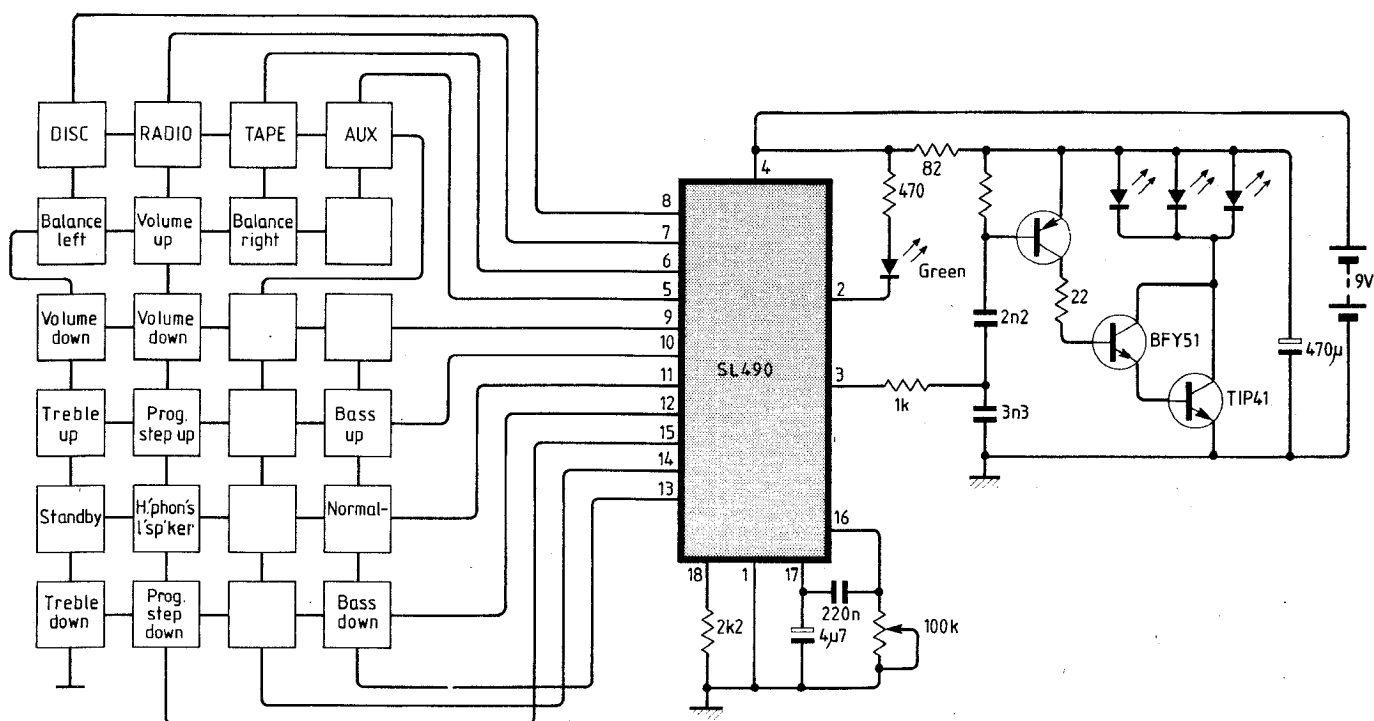 DISC
RADIO
TAPE
AUX
Balance
left
Volume
up
Balance
right
Volume
down
Volume
down
Treble
up
Prog.
step up
Bass
up
Standby
H.'phon's
l'sp'ker
Normal-
Treble
down
Prog.
step
down
Bass
down
8
7
6
5
9
10
11
12
15
14
13
SL490
4
2
3
16
18
1
17
82
470
Green
2n2
22
BFY51
1k
3n3
TIP41
470µ
9V
2k2
4µ7
220n
100k